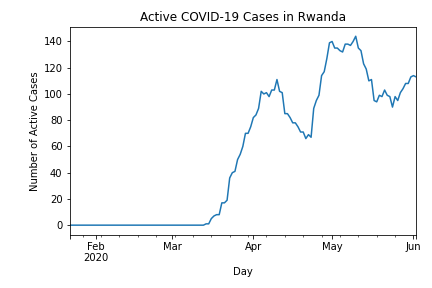 Active COVID-19 Cases in Rwanda
Number of Active Cases
140
120
100
80
60
40
20
0
Feb Mar Apr May Jun
2020
Day